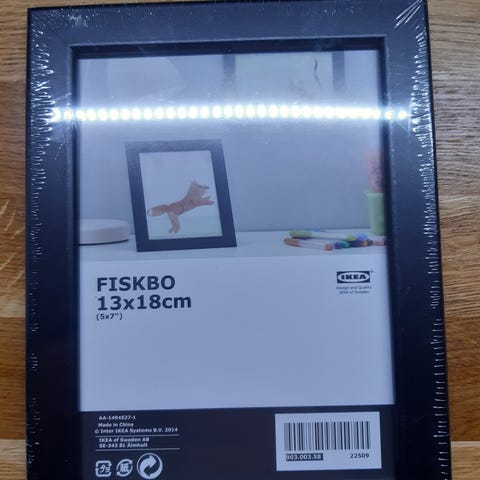 FISKBO
13x18cm
(5x7")
IKEA
Design and Quality
IKEA of Sweden
AA-1494527-1
Made in China
© Inter IKEA Systems B.V. 2014
IKEA of Sweden AB
SE-343 81 Älmhult
903.003.58 22509